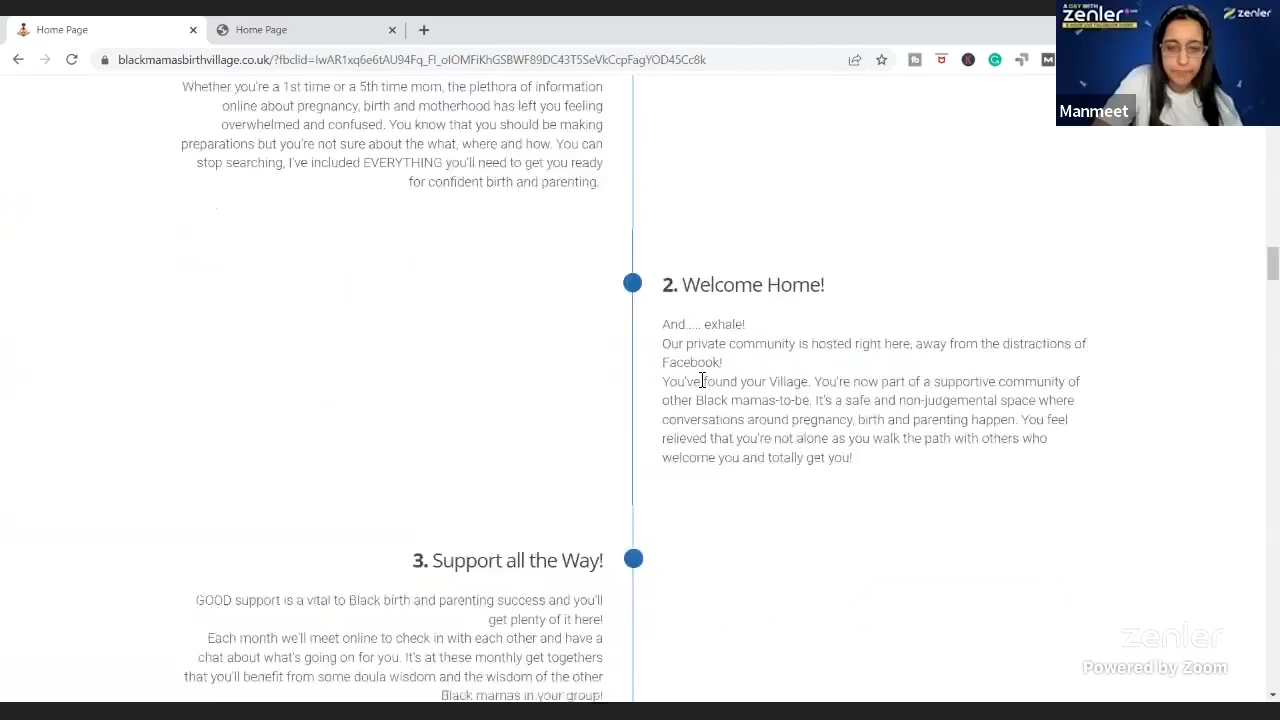 Home Page
Home Page
blackmamasbirthvillage.co.uk
Whether you're a 1st time or a 5th time mom, the plethora of information
online about pregnancy, birth and motherhood has left you feeling
overwhelmed and confused. You know that you should be making
preparations but you're not sure about the what, where and how. You can
stop searching, I've included EVERYTHING you'll need to get you ready
for confident birth and parenting.
2. Welcome Home!
And..... exhale!
Our private community is hosted right here, away from the distractions of
Facebook!
You've found your Village. You're now part of a supportive community of
other Black mamas-to-be. It's a safe and non-judgemental space where
conversations around pregnancy, birth and parenting happen. You feel
relieved that you're not alone as you walk the path with others who
welcome you and totally get you!
3. Support all the Way!
GOOD support is a vital to Black birth and parenting success and you'll
get plenty of it here!
Each month we'll meet online to check in with each other and have a
chat about what's going on for you. It's at these monthly get togethers
that you'll benefit from some doula wisdom and the wisdom of the other
Black mamas in your group!
A DAY WITH
zenler
zenler
Manmeet
zenler
Powered by Zoom